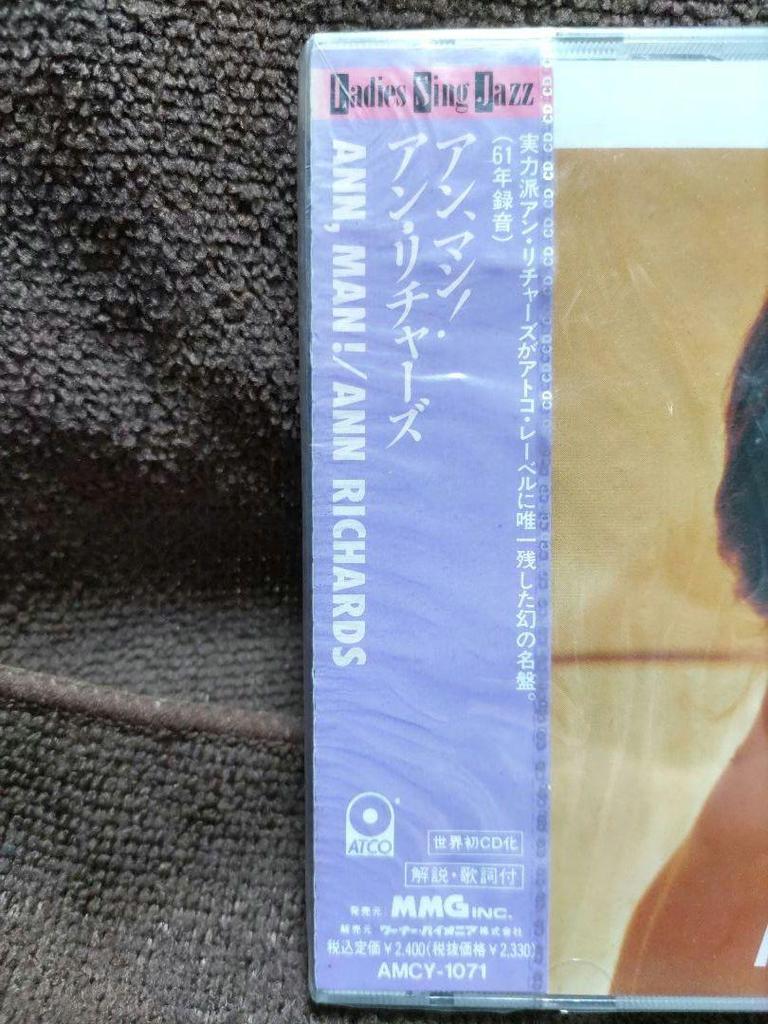 Ladies Sing Jazz
実力派アン・リチャーズがアトコ・レーベルに唯一残した幻の名盤。
(61年録音)
アン、マン!
アン・リチャーズ
ANN, MAN!/ANN RICHARDS
ATCO
世界初CD化
解説・歌詞付
発売元 MMG INC.
販売元 ワーナー・パイオニア株式会社
税込定価¥2,400(税抜価格¥2,330)
AMCY-1071